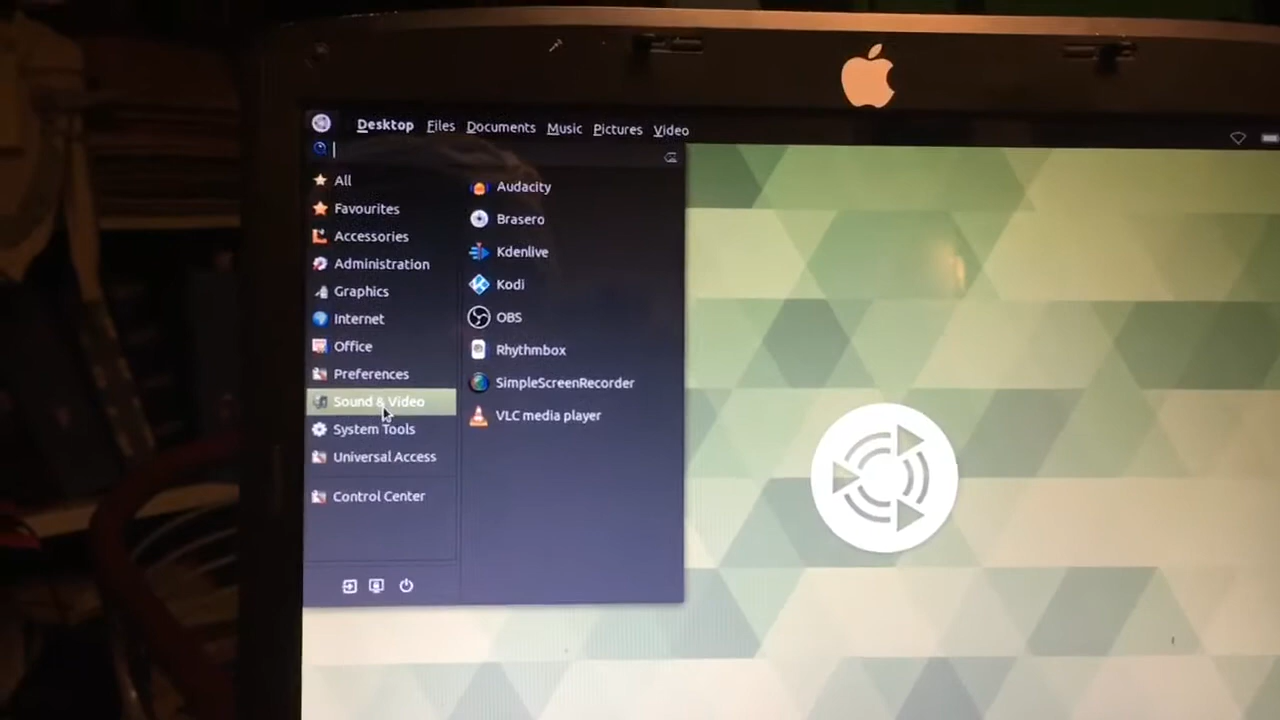 Desktop Files Documents Music Pictures Video
All
Favourites
Accessories
Administration
Graphics
Internet
Office
Preferences
Sound & Video
System Tools
Universal Access
Control Center
Audacity
Brasero
Kdenlive
Kodi
OBS
Rhythmbox
SimpleScreenRecorder
VLC media player